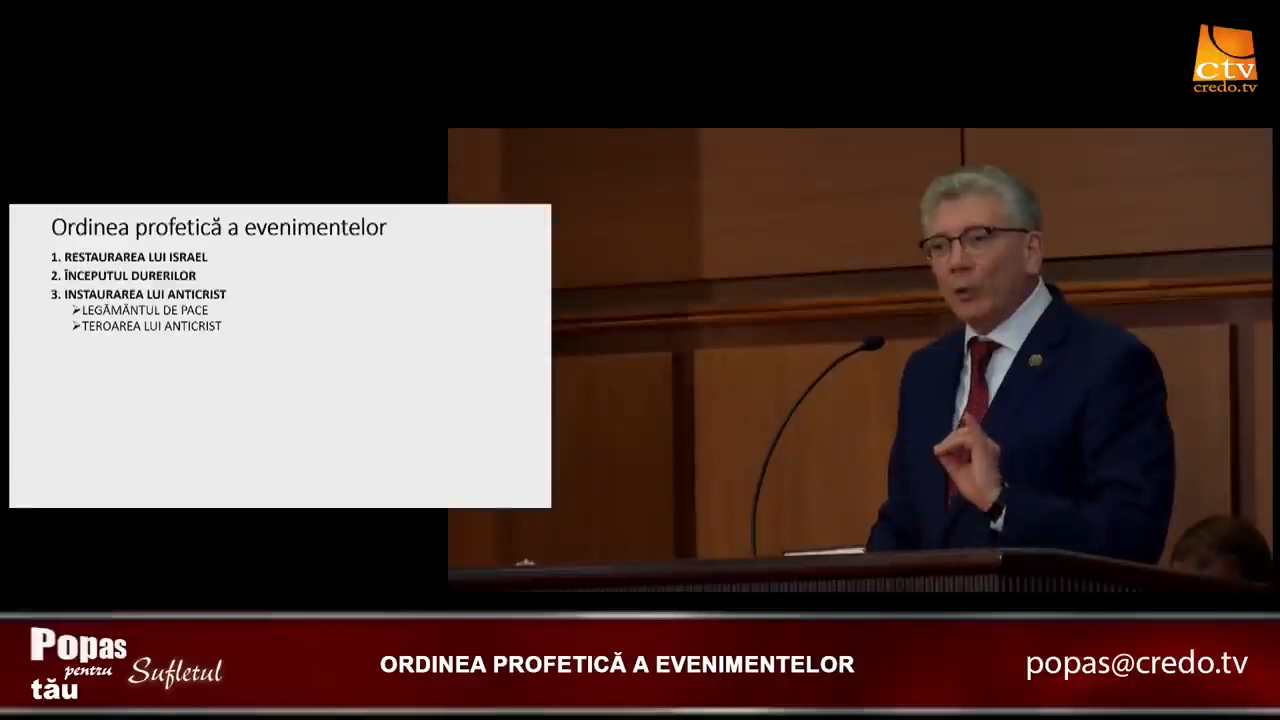 ctv
credo.tv
Ordinea profetică a evenimentelor
1. RESTAURAREA LUI ISRAEL
2. ÎNCEPUTUL DURERILOR
3. INSTAURAREA LUI ANTICRIST
➢LEGĂMÂNTUL DE PACE
➢TEROAREA LUI ANTICRIST
Popas
pentru Sufletul
tău
ORDINEA PROFETICĂ A EVENIMENTELOR
popas@credo.tv